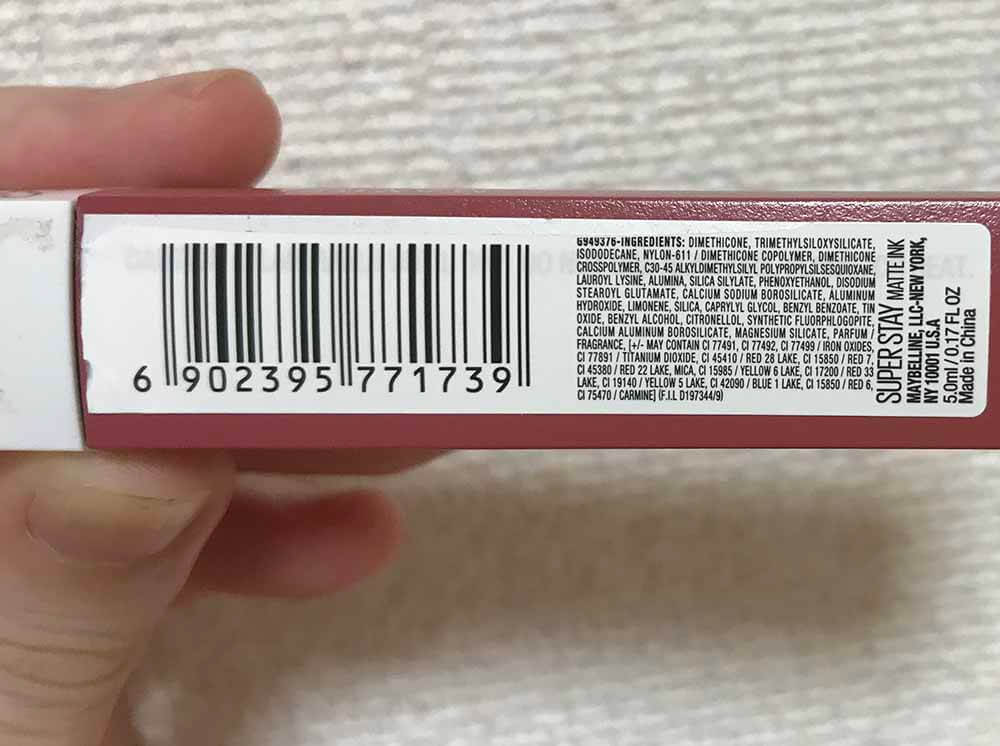 6 902395 771739
G949376-INGREDIENTS: DIMETHICONE, TRIMETHYLSILOXYSILICATE,
ISODODECANE, NYLON-611 / DIMETHICONE COPOLYMER, DIMETHICONE
CROSSPOLYMER, C30-45 ALKYLDIMETHYLSILYL POLYPROPYLSILSESQUIOXANE,
LAUROYL LYSINE, ALUMINA, SILICA SILYLATE, PHENOXYETHANOL, DISODIUM
STEAROYL GLUTAMATE, CALCIUM SODIUM BOROSILICATE, ALUMINUM
HYDROXIDE, LIMONENE, SILICA, CAPRYLYL GLYCOL, BENZYL BENZOATE, TIN
OXIDE, BENZYL ALCOHOL, CITRONELLOL, SYNTHETIC FLUORPHLOGOPITE,
CALCIUM ALUMINUM BOROSILICATE, MAGNESIUM SILICATE, PARFUM /
FRAGRANCE, [+/- MAY CONTAIN CI 77491, CI 77492, CI 77499 / IRON OXIDES,
CI 77891 / TITANIUM DIOXIDE, CI 45410 / RED 28 LAKE, CI 15850 / RED 7,
CI 45380 / RED 22 LAKE, MICA, CI 15985 / YELLOW 6 LAKE, CI 17200 / RED 33
LAKE, CI 19140 / YELLOW 5 LAKE, CI 42090 / BLUE 1 LAKE, CI 15850 / RED 6,
CI 75470 / CARMINE] (F.I.L D197344/9)
SUPER STAY MATTE INK
MAYBELLINE, LLC-NEW YORK,
NY 10001 U.S.A
5.0ml/0.17 FL OZ
Made in China